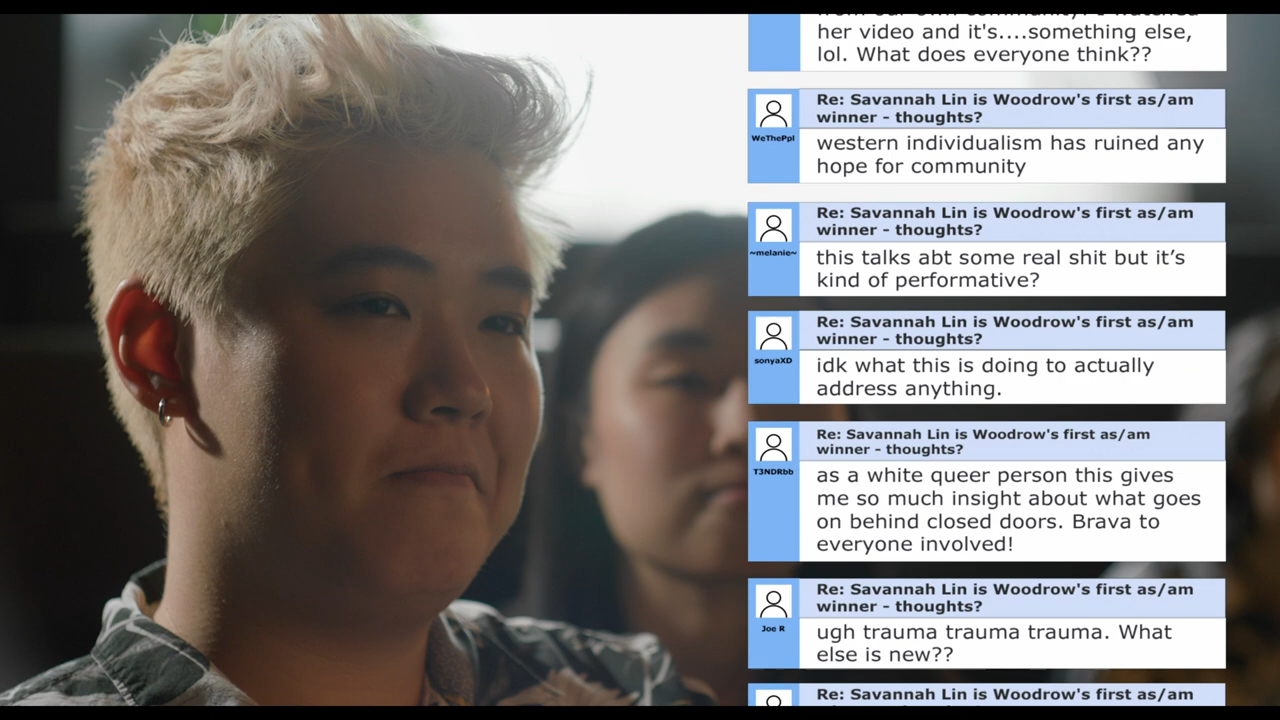 from our own community! I watched
her video and it's....something else,
lol. What does everyone think??
Re: Savannah Lin is Woodrow's first as/am
winner - thoughts?
WeThePpl
western individualism has ruined any
hope for community
Re: Savannah Lin is Woodrow's first as/am
winner - thoughts?
~melanie~
this talks abt some real shit but it’s
kind of performative?
Re: Savannah Lin is Woodrow's first as/am
winner - thoughts?
sonyaXD
idk what this is doing to actually
address anything.
Re: Savannah Lin is Woodrow's first as/am
winner - thoughts?
T3NDRbb
as a white queer person this gives
me so much insight about what goes
on behind closed doors. Brava to
everyone involved!
Re: Savannah Lin is Woodrow's first as/am
winner - thoughts?
Joe R
ugh trauma trauma trauma. What
else is new??
Re: Savannah Lin is Woodrow's first as/am